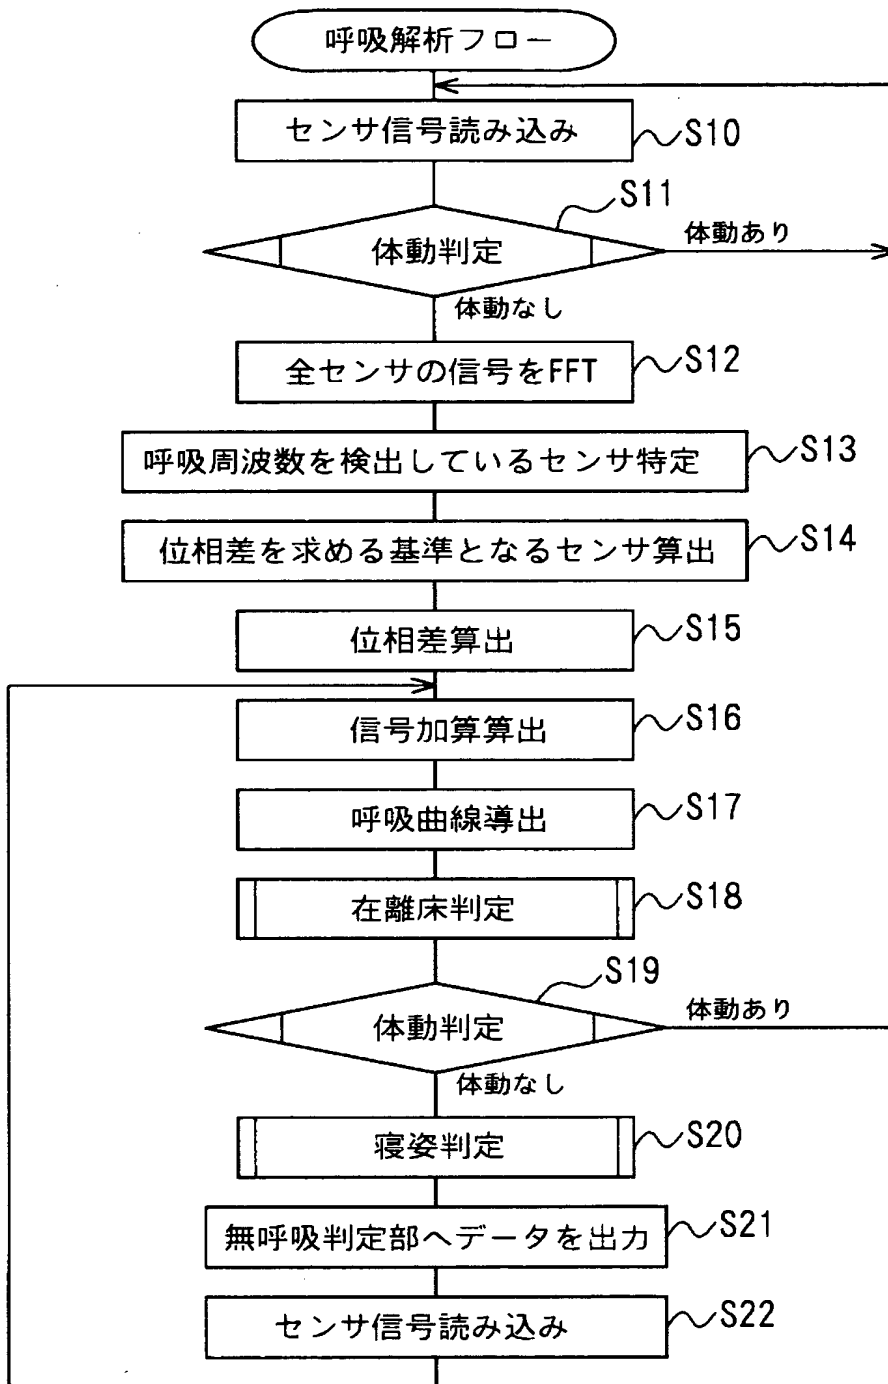 呼吸解析フロー
センサ信号読み込み
S10
S11
体動判定
体動あり
体動なし
全センサの信号をFFT
S12
呼吸周波数を検出しているセンサ特定
S13
位相差を求める基準となるセンサ算出
S14
位相差算出
S15
信号加算算出
S16
呼吸曲線導出
S17
在離床判定
S18
S19
体動判定
体動あり
体動なし
寝姿判定
S20
無呼吸判定部へデータを出力
S21
センサ信号読み込み
S22